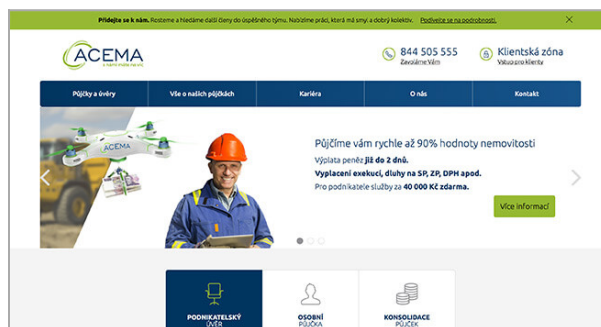 Přidejte se k nám. Rosteme a hledáme další členy do úspěšného týmu. Nabízíme práci, která má smysl a dobrý kolektiv. Podívejte se na podrobnosti.
ACEMA
844 505 555
Zavoláme Vám
Klientská zóna
Vstup pro klienty
Půjčky a úvěry
Vše o našich půjčkách
Kariéra
O nás
Kontakt
ACEMA
Půjčíme vám rychle až 90% hodnoty nemovitosti
Výplata peněz již do 2 dnů.
Vyplacení exekucí, dluhy na SP, ZP, DPH apod.
Pro podnikatele služby za 40 000 Kč zdarma.
Více informací
PODNIKATELSKÝ
ÚVĚR
OSOBNÍ
PŮJČKA
KONSOLIDACE
PŮJČEK